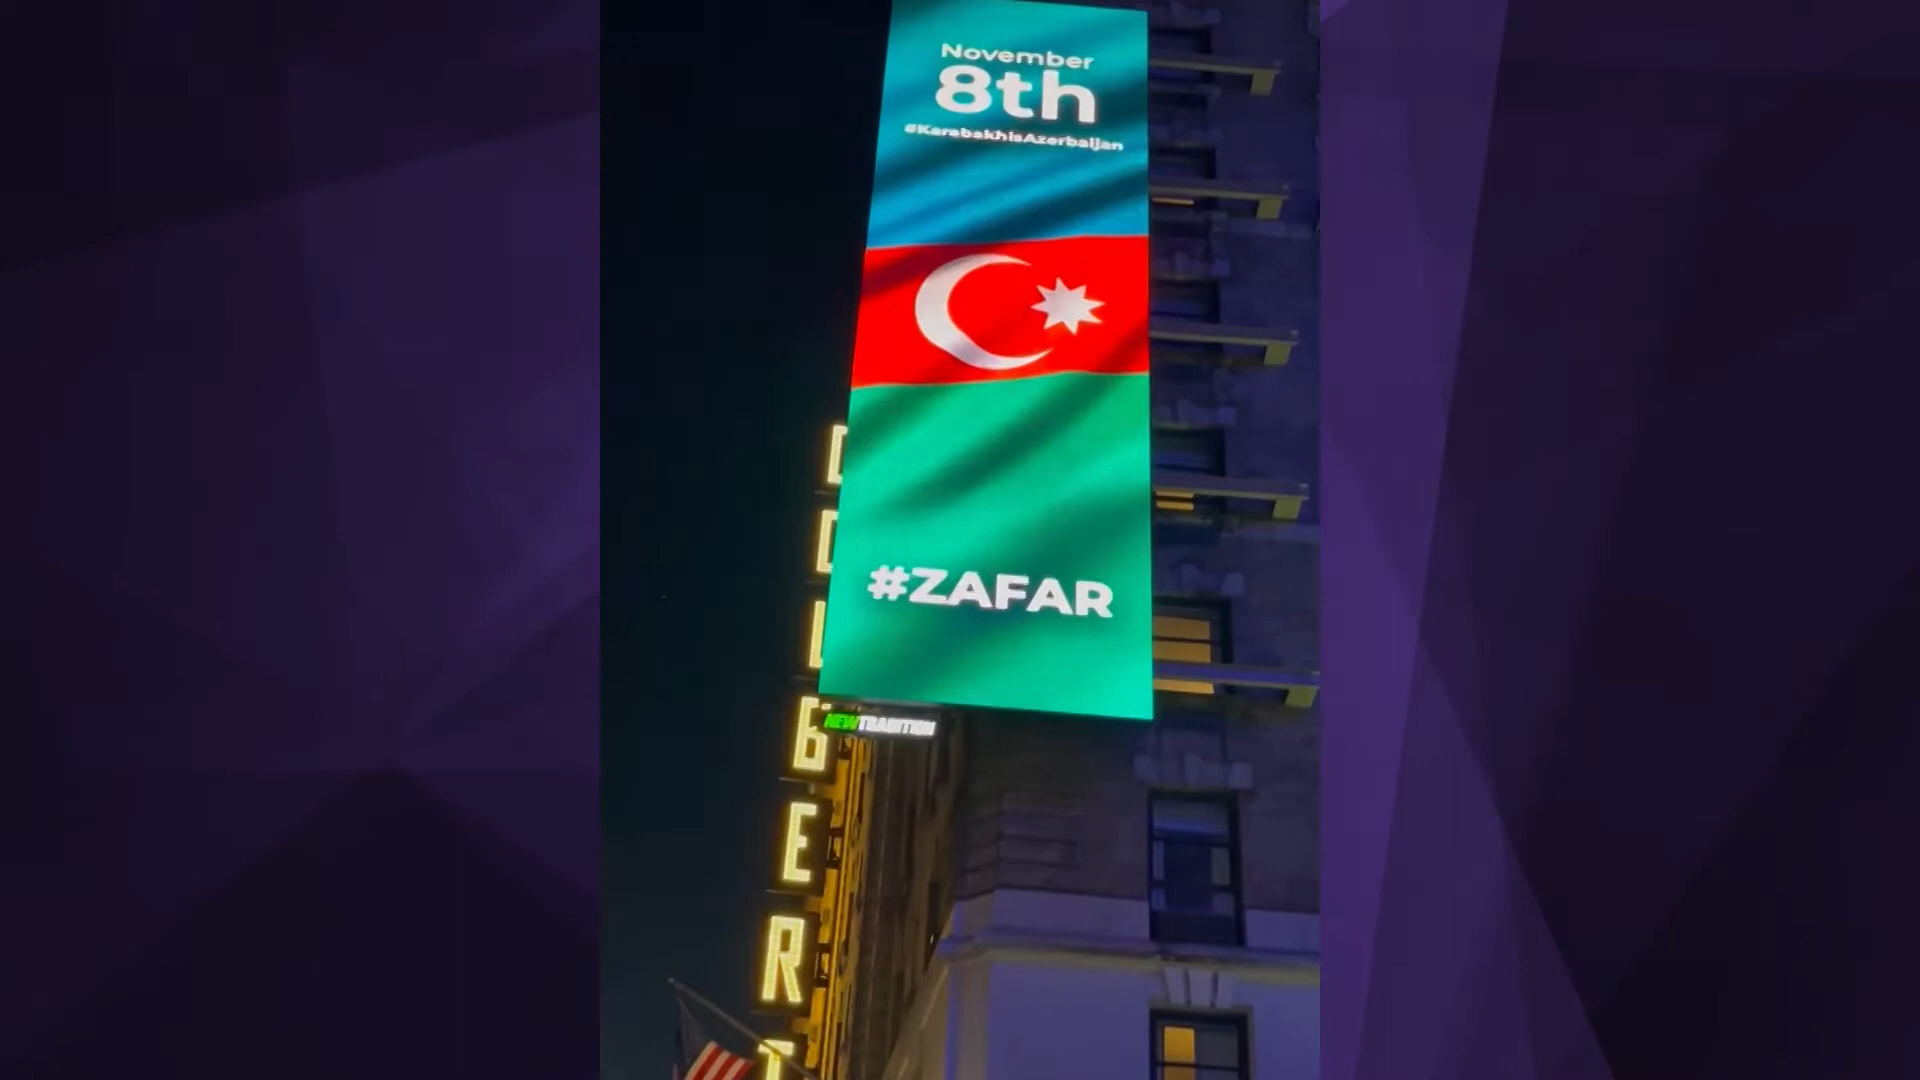 November
8th
#KarabakhisAzerbaijan
#ZAFAR
NEWTRADITION
B
E
R
T